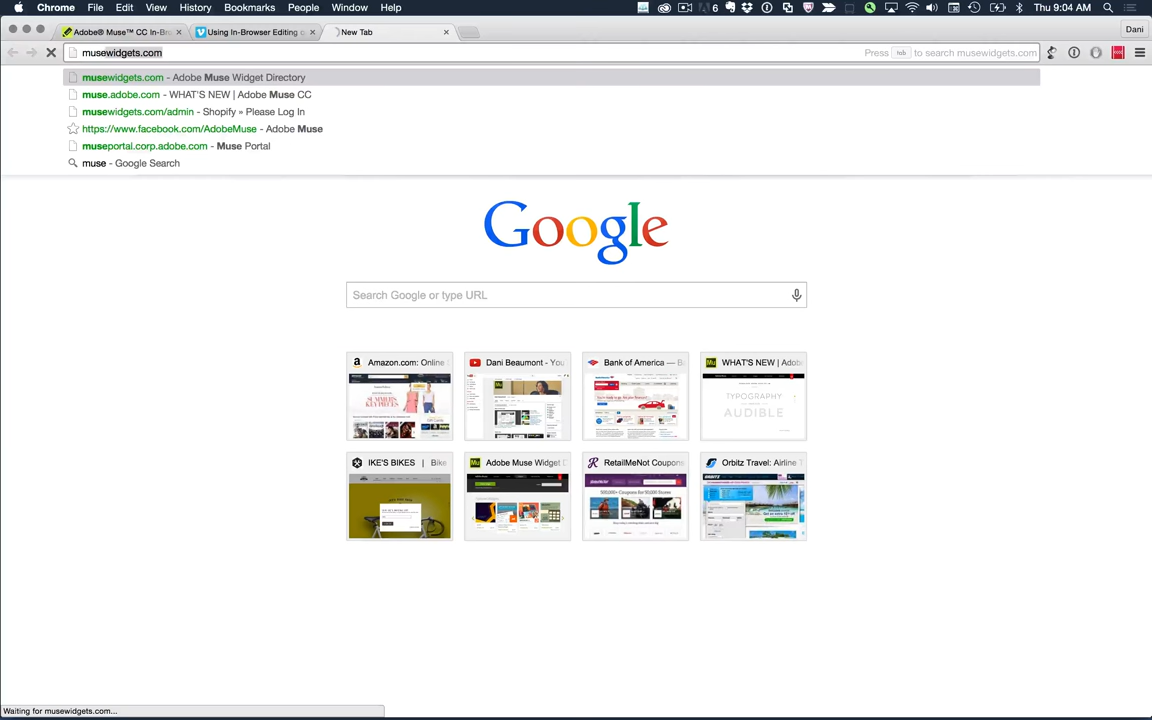 Chrome File Edit View History Bookmarks People Window Help 6 Thu 9:04 AM
Adobe® Muse™ CC In-Bro Using In-Browser Editing o New Tab Dani
musewidgets.com Press tab to search musewidgets.com
musewidgets.com - Adobe Muse Widget Directory
muse.adobe.com - WHAT'S NEW | Adobe Muse CC
musewidgets.com/admin - Shopify » Please Log In
https://www.facebook.com/AdobeMuse - Adobe Muse
museportal.corp.adobe.com - Muse Portal
muse - Google Search
Google
Search Google or type URL
Amazon.com: Online Dani Beaumont - You Bank of America — B WHAT'S NEW | Adob
TYPOGRAPHY
AUDIBLE
IKE'S BIKES | Bike Adobe Muse Widget D RetailMeNot Coupon Orbitz Travel: Airline T
Waiting for musewidgets.com...